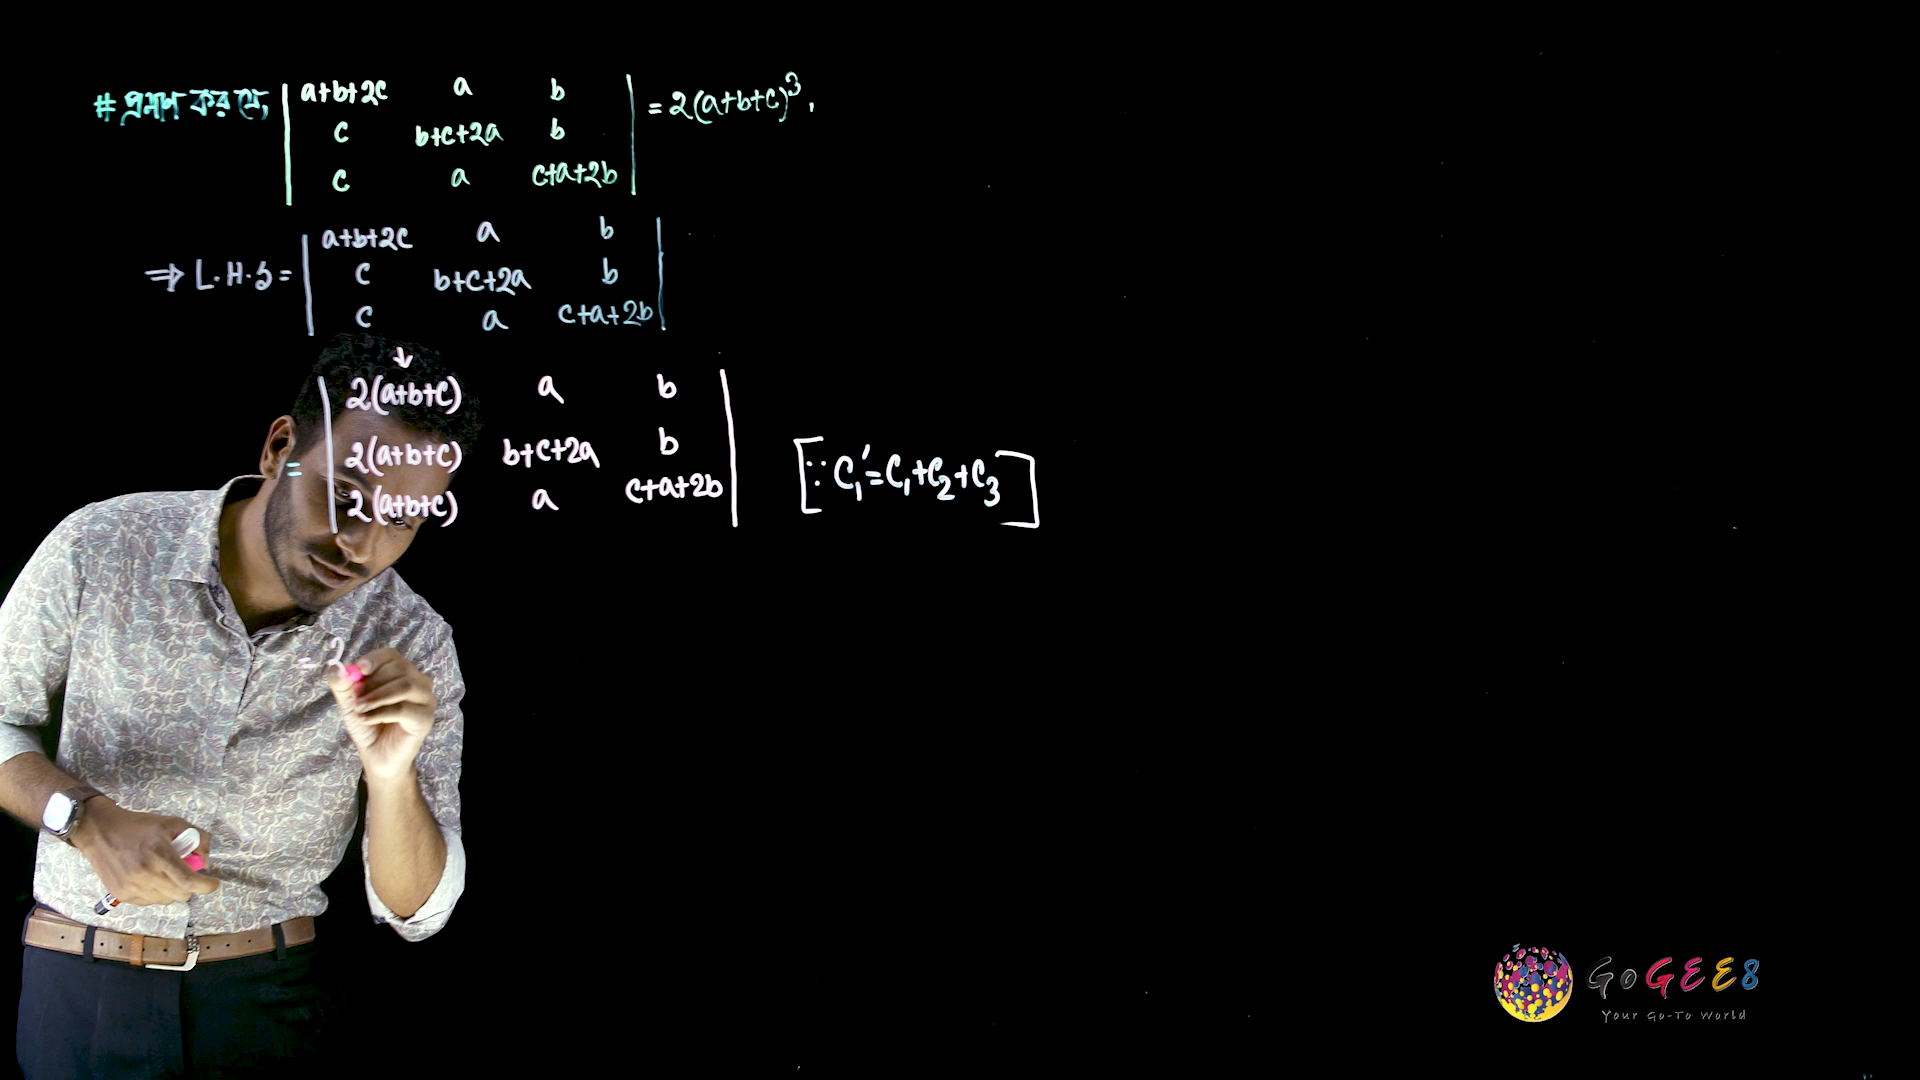 # প্রমাণ কর যে, | a+b+2c a b | = 2(a+b+c)³.
| c b+c+2a b |
| c a c+a+2b |
⇒ L.H.S = | a+b+2c a b |
| c b+c+2a b |
| c a c+a+2b |
↓
= | 2(a+b+c) a b |
| 2(a+b+c) b+c+2a b | [∵ C₁′ = C₁+C₂+C₃]
| 2(a+b+c) a c+a+2b |
= 2
GoGEE8
Your Go-To World